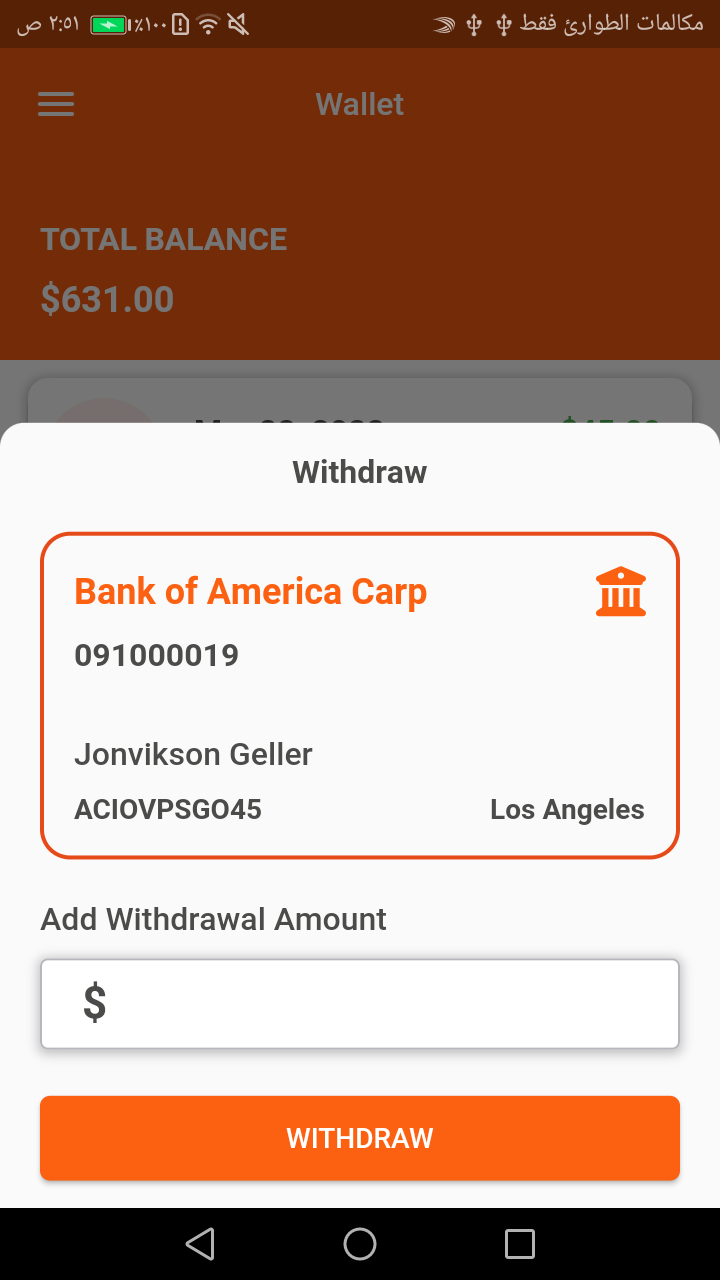 ٢:٥١ ص ٪١٠٠ مكالمات الطوارئ فقط
Wallet
TOTAL BALANCE
$631.00
Withdraw
Bank of America Carp
091000019
Jonvikson Geller
ACIOVPSGO45 Los Angeles
Add Withdrawal Amount
$
WITHDRAW